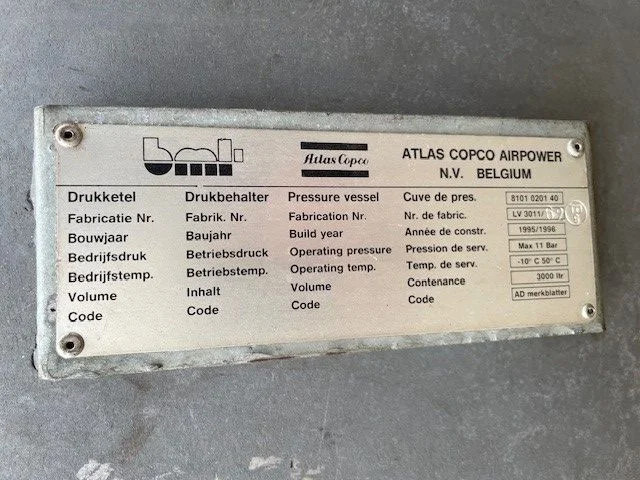 bmt
Atlas Copco
ATLAS COPCO AIRPOWER
N.V. BELGIUM
Drukketel Drukbehalter Pressure vessel Cuve de pres. 8101 0201 40
Fabricatie Nr. Fabrik. Nr. Fabrication Nr. Nr. de fabric. LV 3011/
Bouwjaar Baujahr Build year Année de constr. 1995/1996
Bedrijfsdruk Betriebsdruck Operating pressure Pression de serv. Max 11 Bar
Bedrijfstemp. Betriebstemp. Operating temp. Temp. de serv. -10° C 50° C
Volume Inhalt Volume Contenance 3000 ltr
Code Code Code Code AD merkblatter